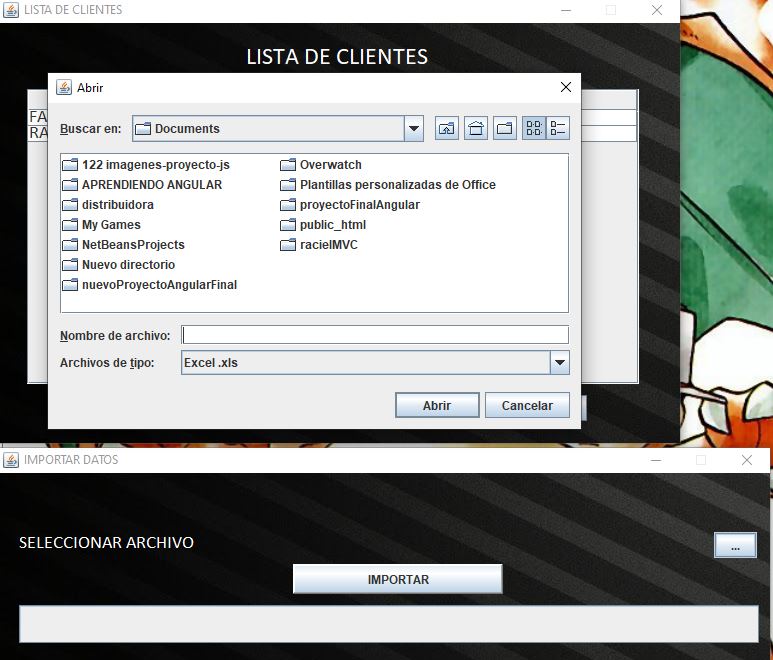 LISTA DE CLIENTES
LISTA DE CLIENTES
FA
RA
Abrir
Buscar en: Documents
122 imagenes-proyecto-js
APRENDIENDO ANGULAR
distribuidora
My Games
NetBeansProjects
Nuevo directorio
nuevoProyectoAngularFinal
Overwatch
Plantillas personalizadas de Office
proyectoFinalAngular
public_html
racielMVC
Nombre de archivo:
Archivos de tipo: Excel .xls
Abrir Cancelar
IMPORTAR DATOS
SELECCIONAR ARCHIVO ...
IMPORTAR